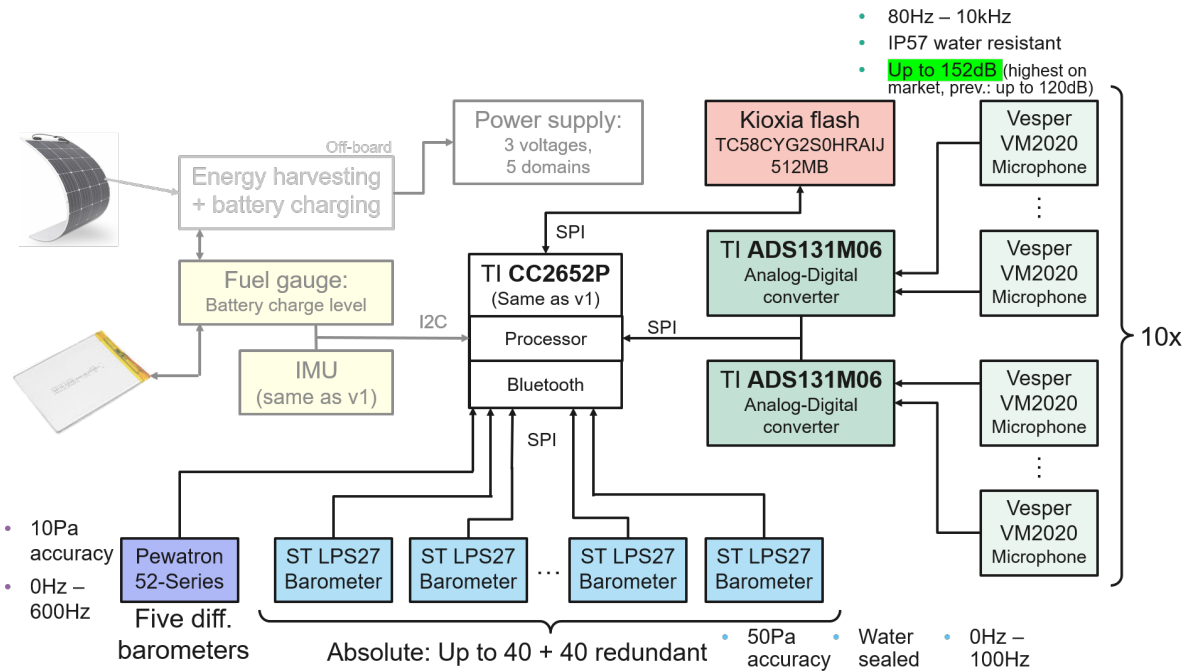 80Hz – 10kHz
IP57 water resistant
Up to 152dB (highest on
market, prev.: up to 120dB)
Off-board
Energy harvesting
+ battery charging
Power supply:
3 voltages,
5 domains
Kioxia flash
TC58CYG2S0HRAIJ
512MB
Vesper
VM2020
Microphone
⋮
Vesper
VM2020
Microphone
SPI
TI ADS131M06
Analog-Digital
converter
Fuel gauge:
Battery charge level
I2C
TI CC2652P
(Same as v1)
Processor
Bluetooth
SPI
10x
IMU
(same as v1)
TI ADS131M06
Analog-Digital
converter
Vesper
VM2020
Microphone
⋮
Vesper
VM2020
Microphone
SPI
10Pa
accuracy
0Hz –
600Hz
Pewatron
52-Series
Five diff.
barometers
ST LPS27
Barometer
ST LPS27
Barometer
...
ST LPS27
Barometer
ST LPS27
Barometer
Absolute: Up to 40 + 40 redundant
50Pa
accuracy
Water
sealed
0Hz –
100Hz